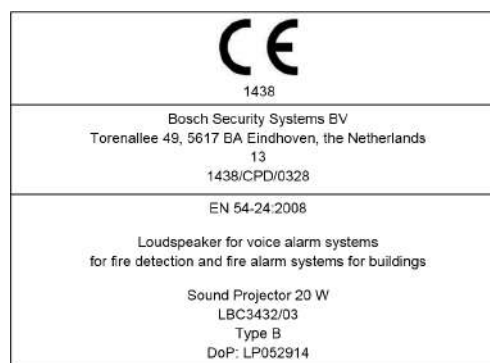 CE
1438
Bosch Security Systems BV
Torenallee 49, 5617 BA Eindhoven, the Netherlands
13
1438/CPD/0328
EN 54-24:2008
Loudspeaker for voice alarm systems
for fire detection and fire alarm systems for buildings
Sound Projector 20 W
LBC3432/03
Type B
DoP: LP052914